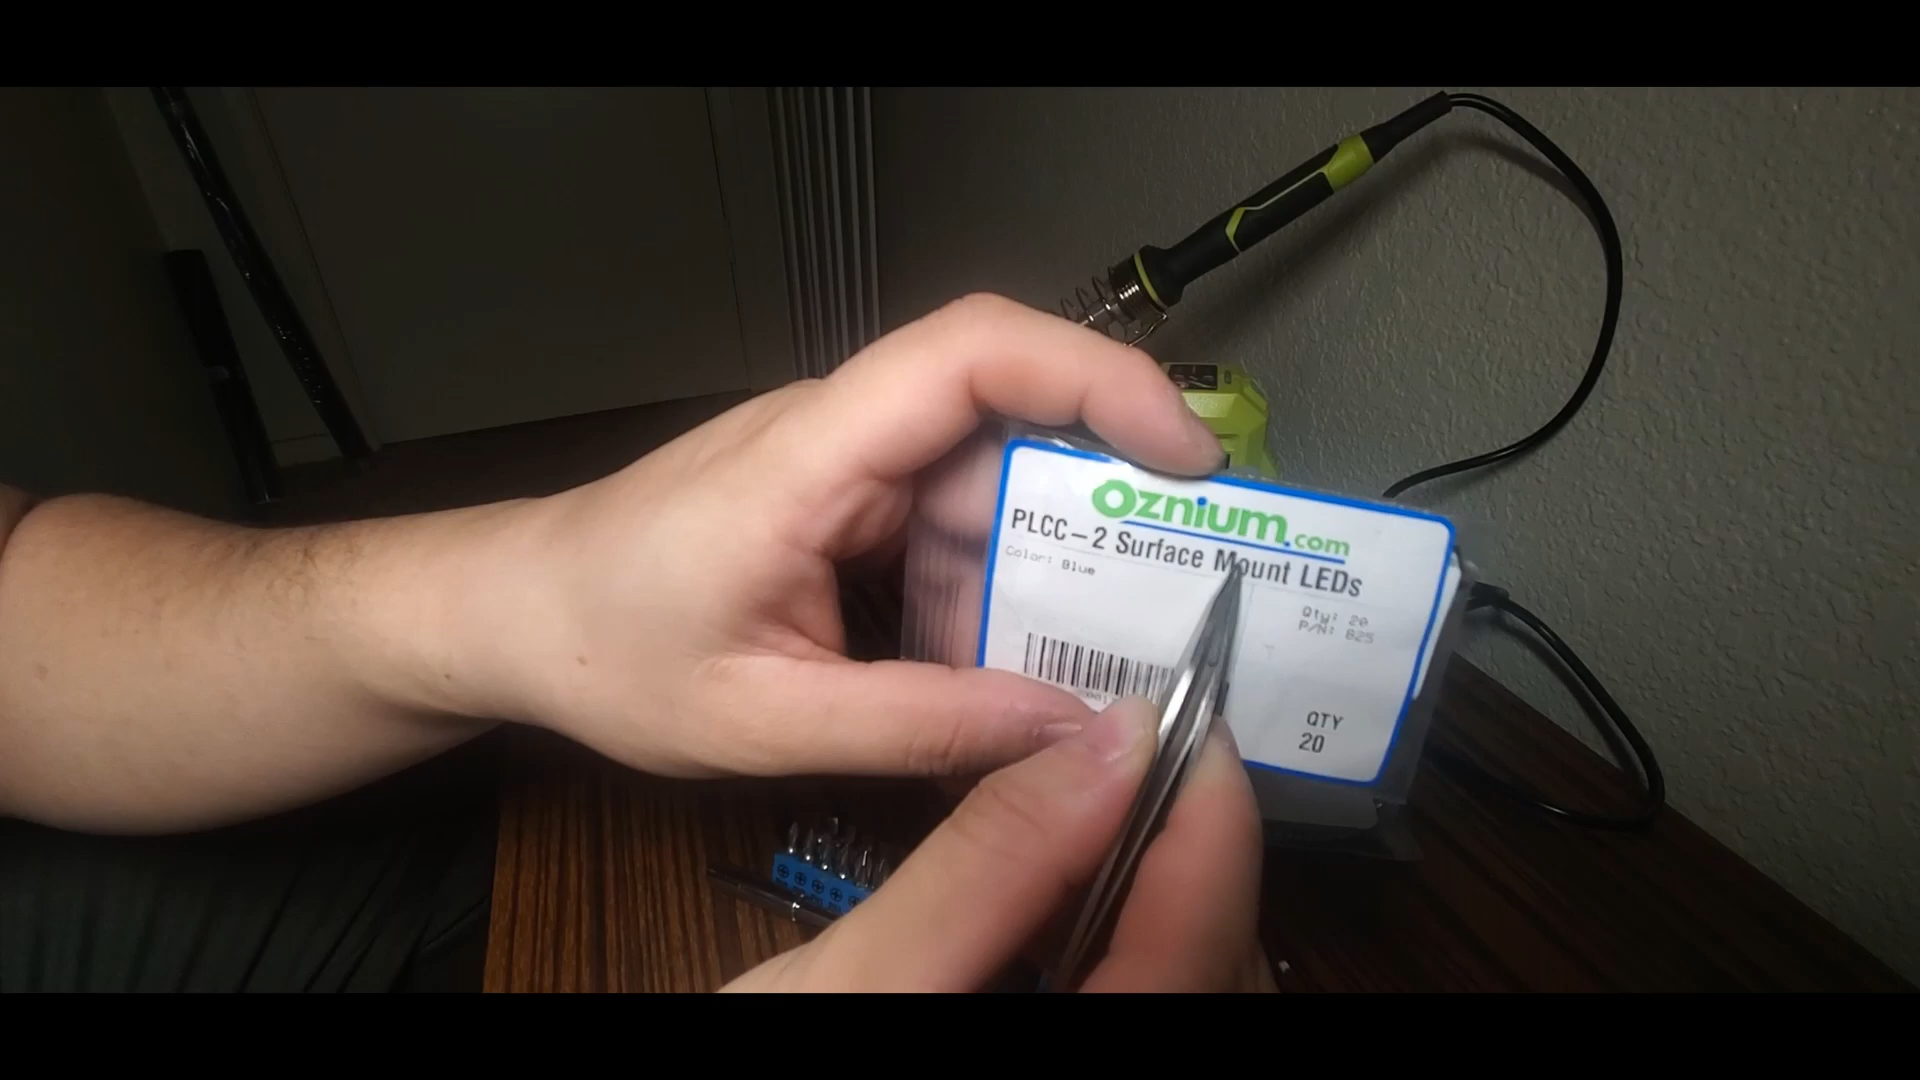 Oznium.com
PLCC-2 Surface Mount LEDs
Color: Blue
Qty: 20
P/N: 825
QTY
20